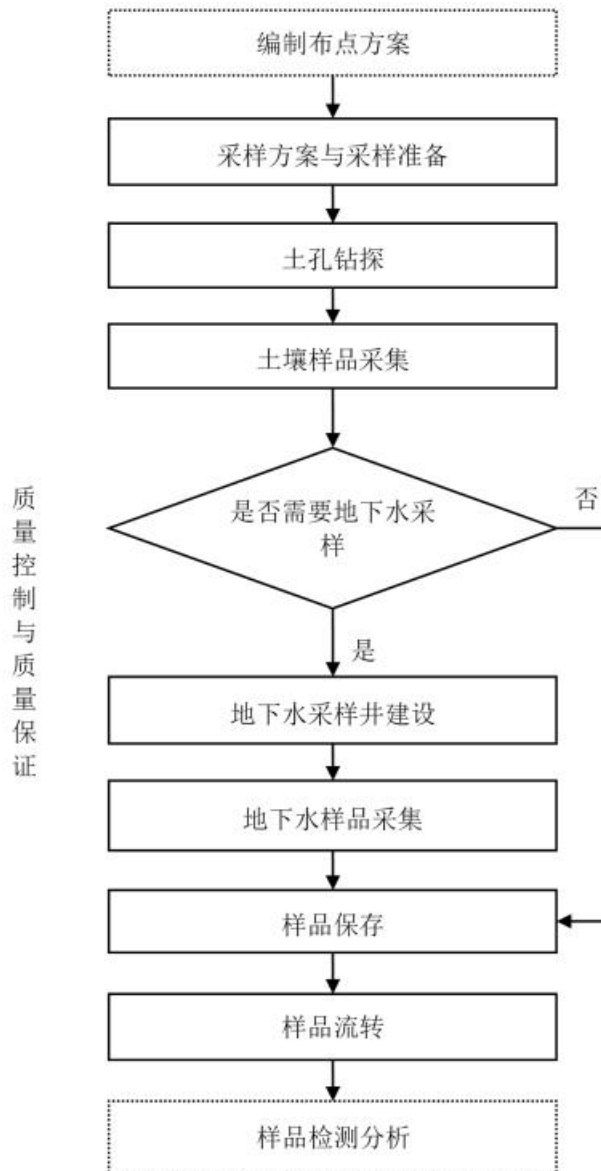 编制布点方案
采样方案与采样准备
土孔钻探
土壤样品采集
是否需要地下水采
样
否
是
地下水采样井建设
地下水样品采集
样品保存
样品流转
样品检测分析
质量控制与质量保证